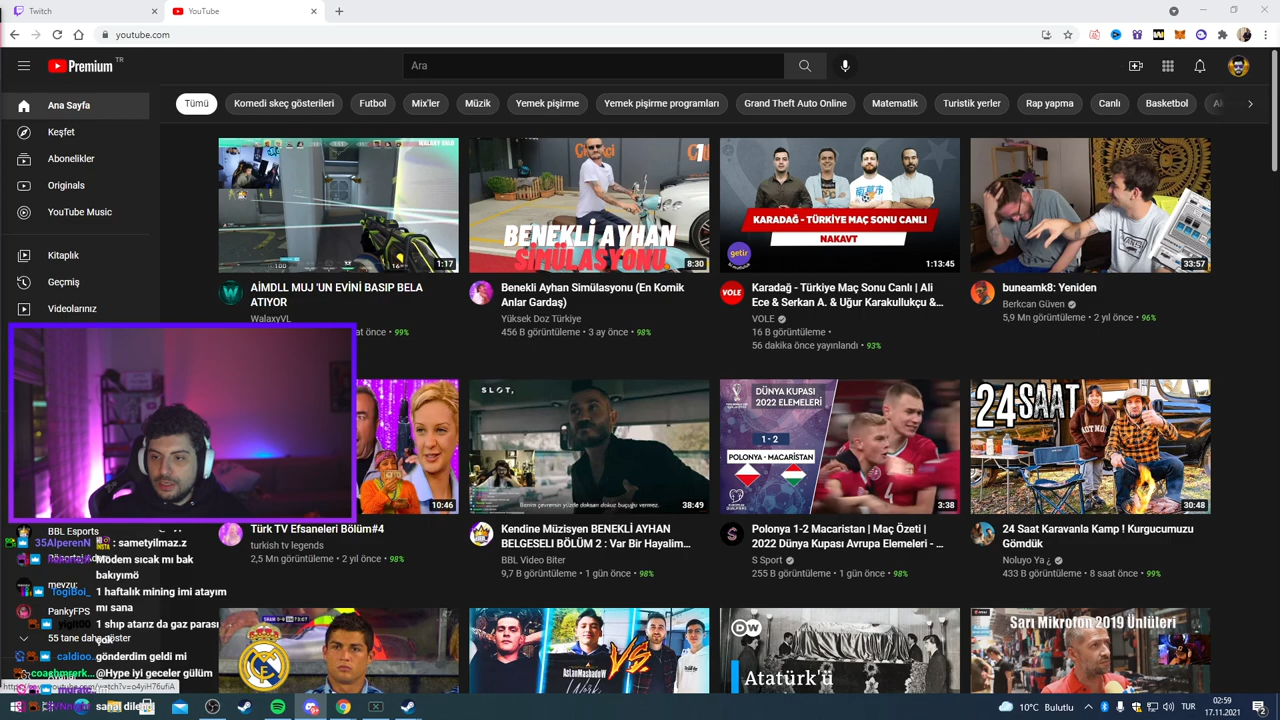 Twitch
YouTube
youtube.com
Premium TR
Ara
Ana Sayfa
Keşfet
Abonelikler
Originals
YouTube Music
Kitaplık
Geçmiş
Videolarınız
Tümü
Komedi skeç gösterileri
Futbol
Mix'ler
Müzik
Yemek pişirme
Yemek pişirme programları
Grand Theft Auto Online
Matematik
Turistik yerler
Rap yapma
Canlı
Basketbol
1:17
AİMDLL MUJ 'UN EVİNİ BASIP BELA
ATIYOR
WalaxyVL
önce • 99%
BENEKLİ AYHAN
SİMÜLASYONU
8:30
Benekli Ayhan Simülasyonu (En Komik
Anlar Gardaş)
Yüksek Doz Türkiye
456 B görüntüleme • 3 ay önce • 98%
KARADAĞ - TÜRKİYE MAÇ SONU CANLI
NAKAVT
getir
1:13:45
VOLE
Karadağ - Türkiye Maç Sonu Canlı | Ali
Ece & Serkan A. & Uğur Karakullukçu &...
VOLE
16 B görüntüleme •
56 dakika önce yayınlandı • 93%
33:57
buneamk8: Yeniden
Berkcan Güven
5,9 Mn görüntüleme • 2 yıl önce • 96%
10:46
Türk TV Efsaneleri Bölüm#4
turkish tv legends
2,5 Mn görüntüleme • 2 yıl önce • 98%
SLOT,
38:49
Kendine Müzisyen BENEKLİ AYHAN
BELGESELI BÖLÜM 2 : Var Bir Hayalim...
BBL Video Biter
9,7 B görüntüleme • 1 gün önce • 98%
DÜNYA KUPASI
2022 ELEMELERİ
1 - 2
POLONYA - MACARİSTAN
3:38
Polonya 1-2 Macaristan | Maç Özeti |
2022 Dünya Kupası Avrupa Elemeleri - ...
S Sport
255 B görüntüleme • 1 gün önce • 98%
24 SAAT
30:48
24 Saat Karavanla Kamp ! Kurgucumuzu
Gömdük
Noluyo Ya ¿
433 B görüntüleme • 8 saat önce • 99%
VS
DW
Atatürk'ü
Sarı Mikrofon 2019 Ünlüleri
BBL Esports
35AlperenN : sametyilmaz.z
Modem sıcak mı bak
bakıyımö
mevzu:
YogiBoi_ 1 haftalık mining imi atayım
mı sana
PankyFPS
yigit00 1 shıp atarız da gaz parası
çok
55 tane daha göster
caldioo.. gönderdim geldi mi
@Hype iyi geceler gülüm
10°C Bulutlu
TUR
02:59
17.11.2021
2